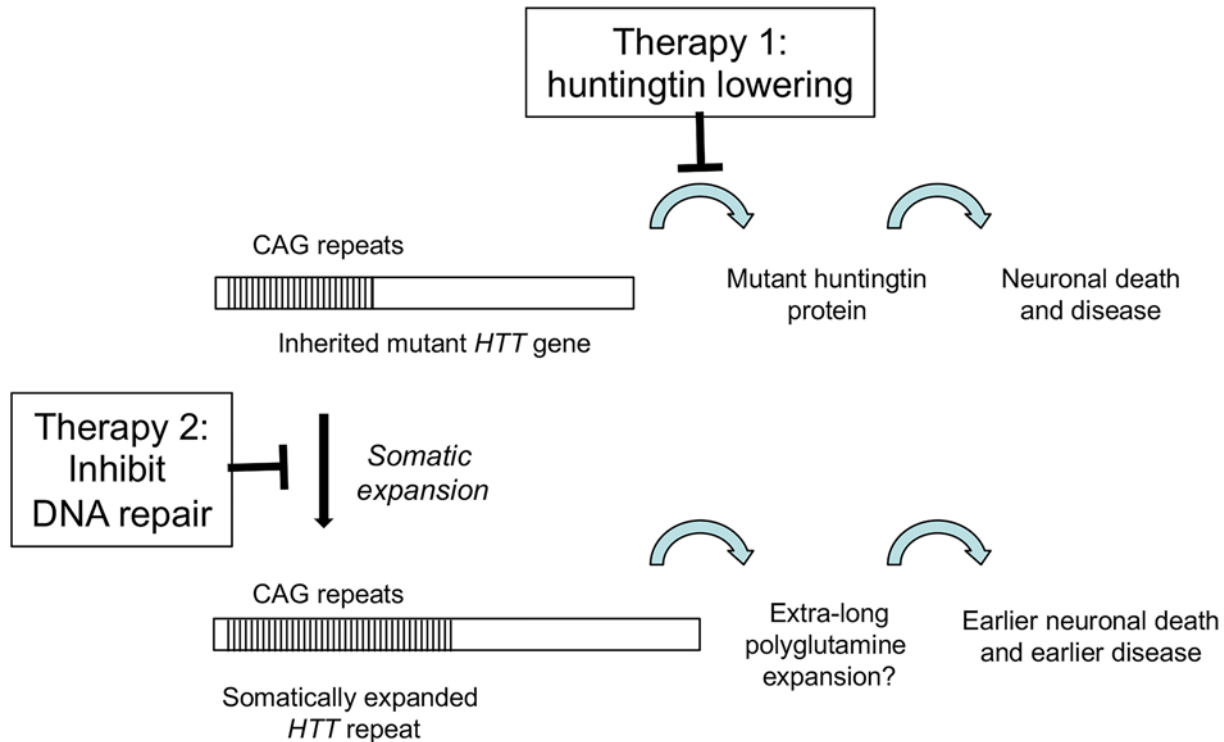 Therapy 1:
huntingtin lowering
CAG repeats
Inherited mutant HTT gene
Mutant huntingtin
protein
Neuronal death
and disease
Therapy 2:
Inhibit
DNA repair
Somatic
expansion
CAG repeats
Somatically expanded
HTT repeat
Extra-long
polyglutamine
expansion?
Earlier neuronal death
and earlier disease